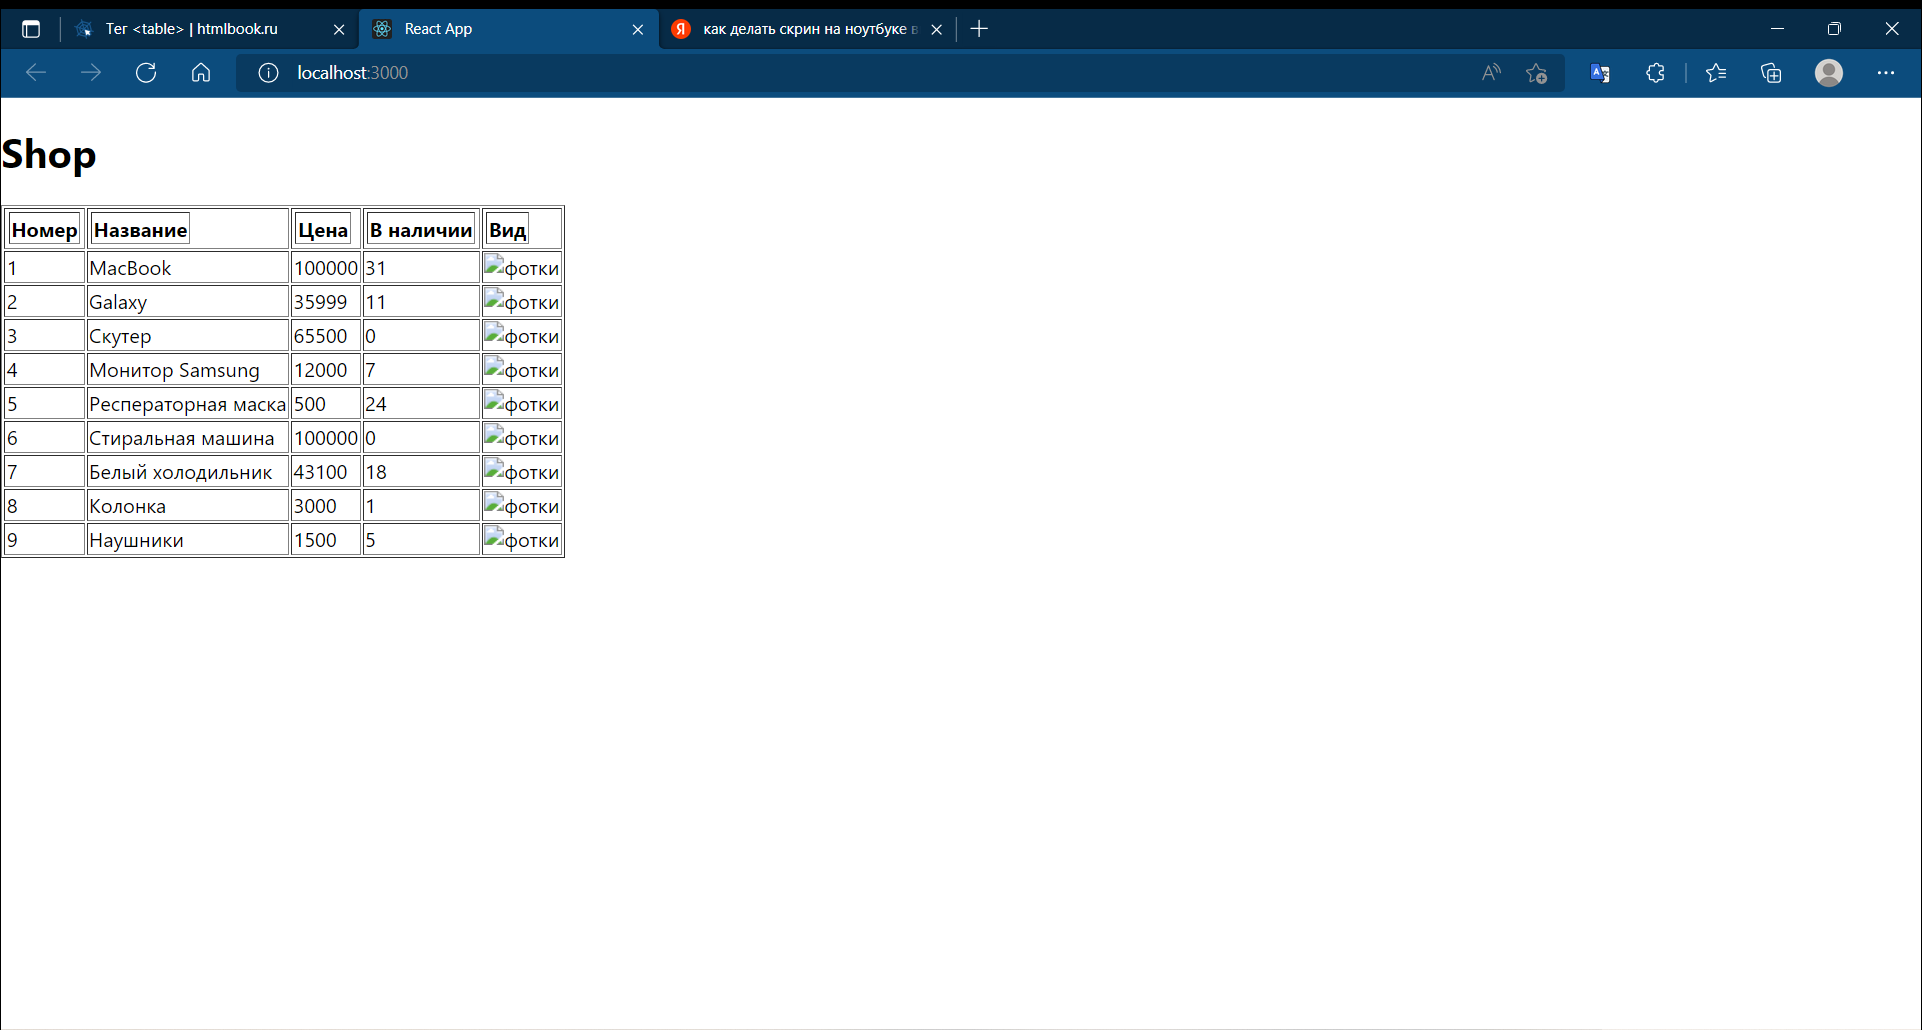 Тег <table> | htmlbook.ru
React App
Я
как делать скрин на ноутбуке в
localhost:3000
Shop
Номер Название Цена В наличии Вид
1 MacBook 100000 31 фотки
2 Galaxy 35999 11 фотки
3 Скутер 65500 0 фотки
4 Монитор Samsung 12000 7 фотки
5 Респераторная маска 500 24 фотки
6 Стиральная машина 100000 0 фотки
7 Белый холодильник 43100 18 фотки
8 Колонка 3000 1 фотки
9 Наушники 1500 5 фотки